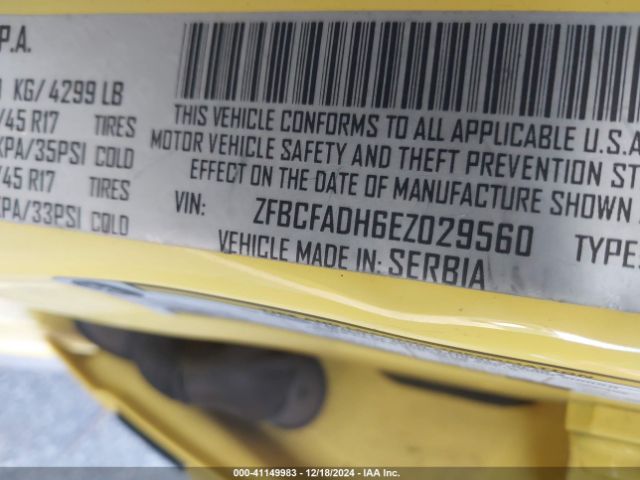 P.A.
KG/ 4299 LB
/45 R17 TIRES
KPA/35PSI COLD
/45 R17 TIRES
KPA/33PSI COLD
THIS VEHICLE CONFORMS TO ALL APPLICABLE U.S.A
MOTOR VEHICLE SAFETY AND THEFT PREVENTION ST
EFFECT ON THE DATE OF MANUFACTURE SHOWN
VIN: ZFBCFADH6EZ029560 TYPE:
VEHICLE MADE IN: SERBIA
000-41149983 - 12/18/2024 - IAA Inc.